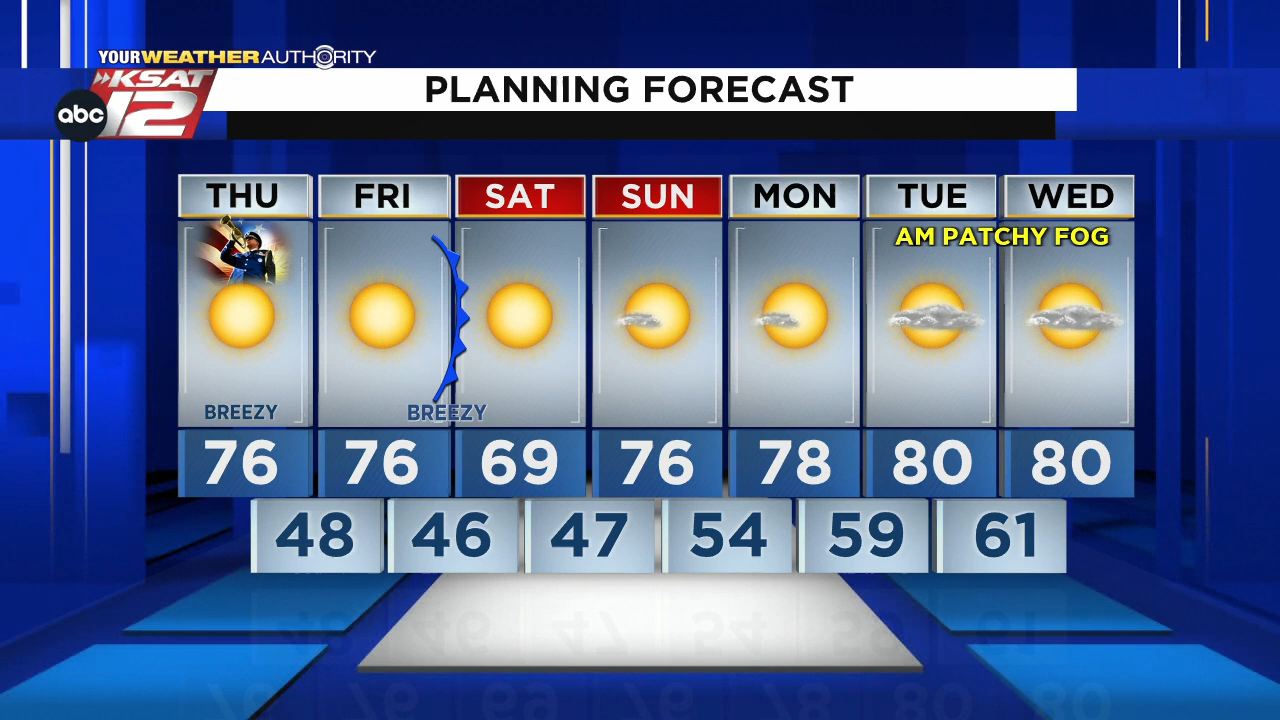 YOURWEATHERAUTHORITY
KSAT
abc 12
PLANNING FORECAST
THU FRI SAT SUN MON TUE WED
AM PATCHY FOG
BREEZY BREEZY
76 76 69 76 78 80 80
48 46 47 54 59 61